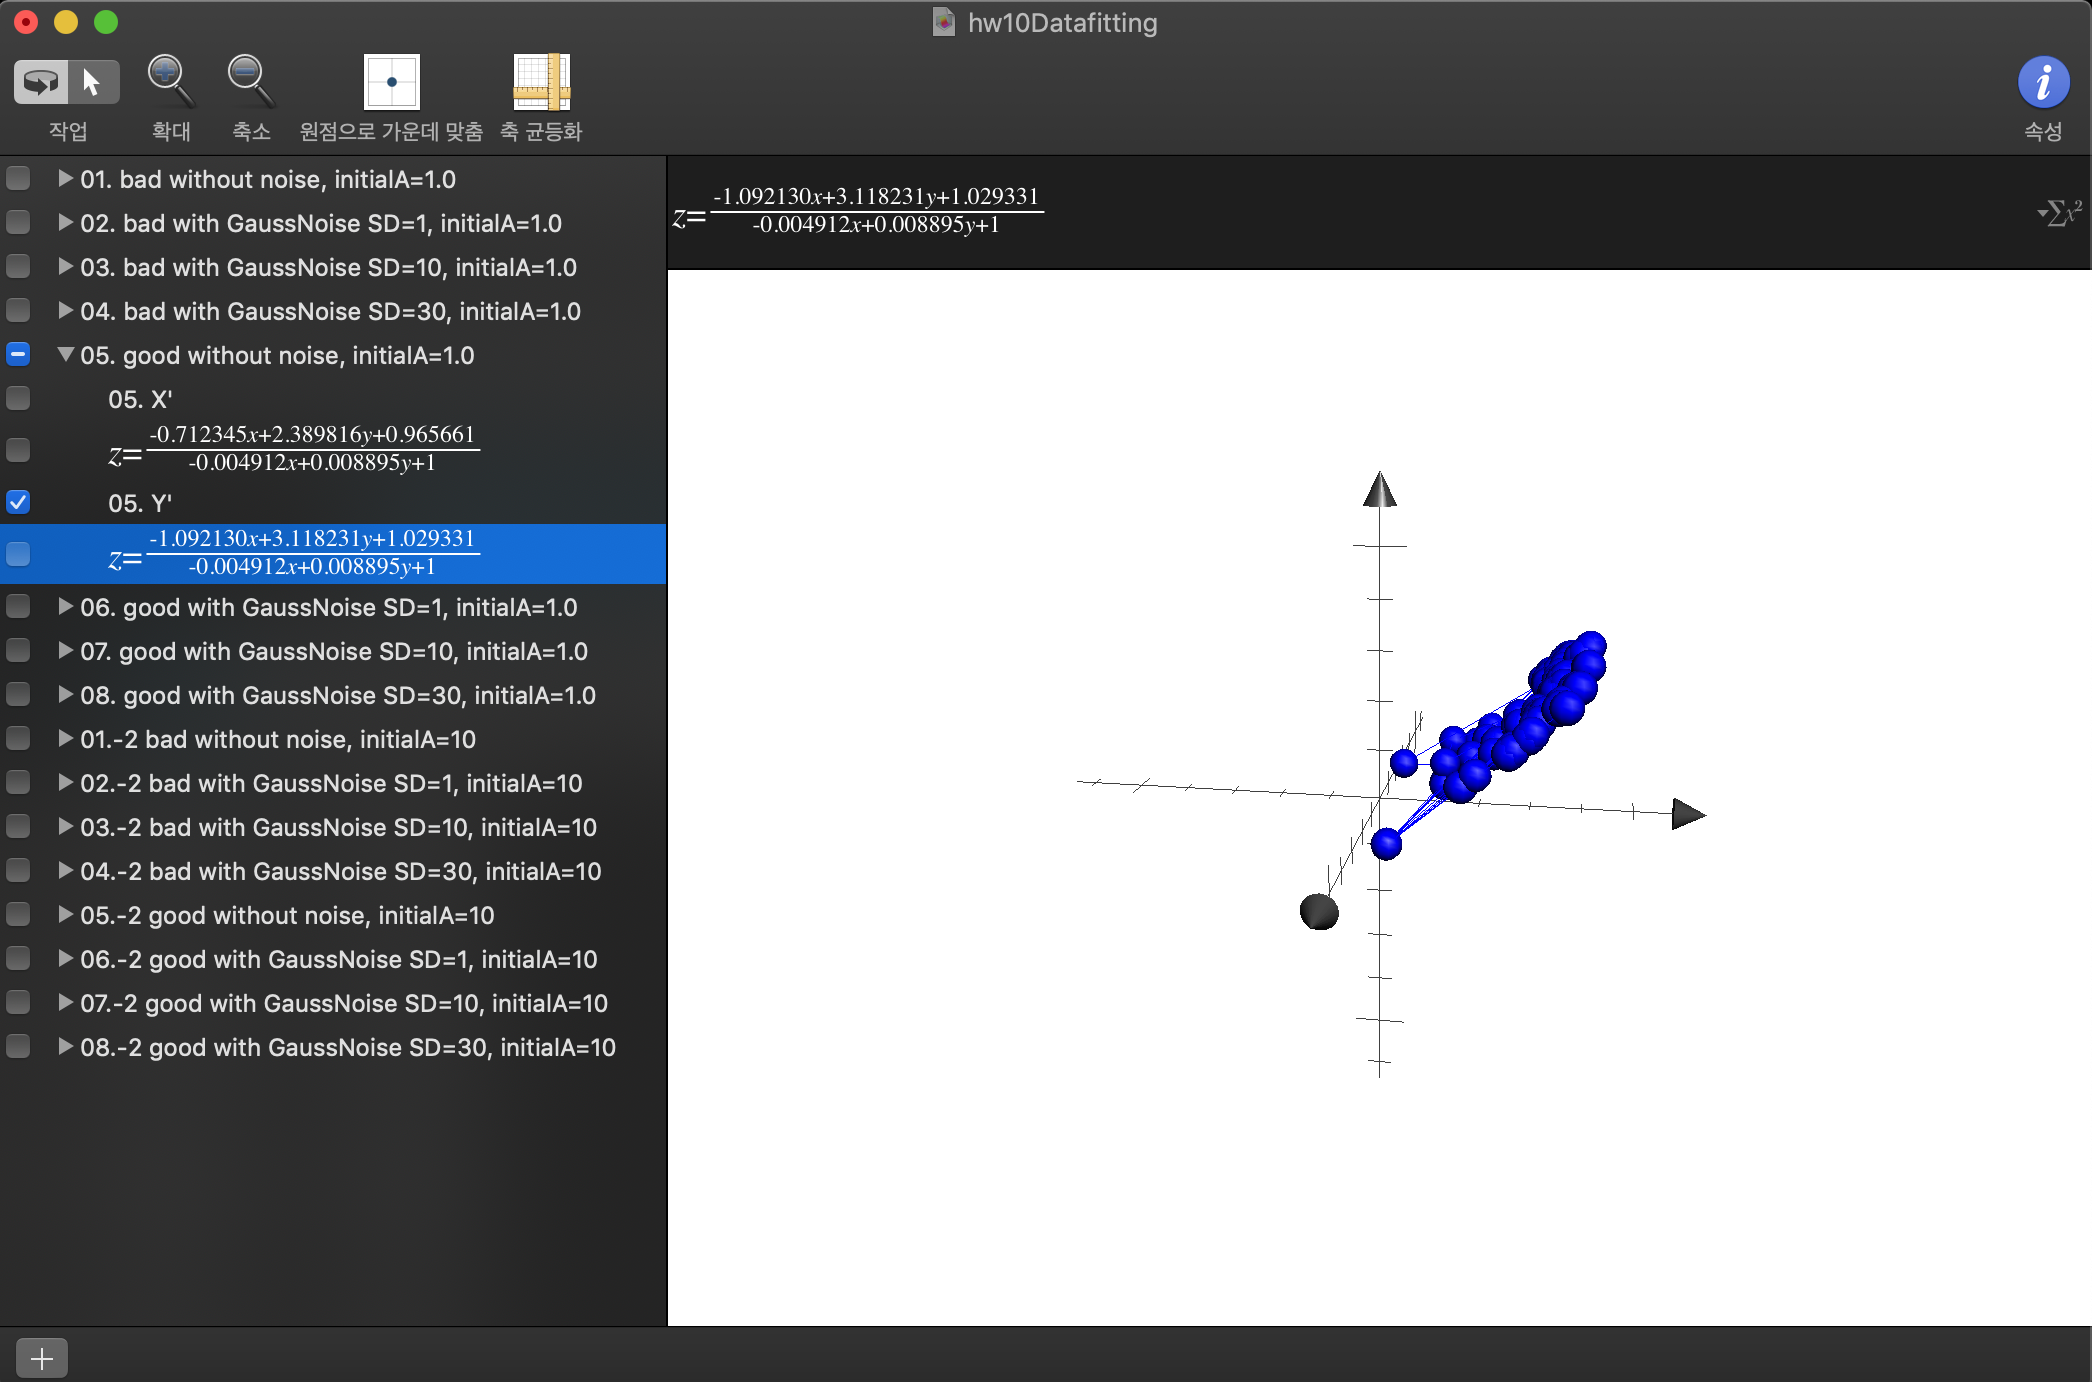 hw10Datafitting
작업 확대 축소 원점으로 가운데 맞춤 축 균등화 속성
01. bad without noise, initialA=1.0
02. bad with GaussNoise SD=1, initialA=1.0
03. bad with GaussNoise SD=10, initialA=1.0
04. bad with GaussNoise SD=30, initialA=1.0
05. good without noise, initialA=1.0
05. X'
-0.712345x+2.389816y+0.965661
z=
-0.004912x+0.008895y+1
05. Y'
-1.092130x+3.118231y+1.029331
z=
-0.004912x+0.008895y+1
06. good with GaussNoise SD=1, initialA=1.0
07. good with GaussNoise SD=10, initialA=1.0
08. good with GaussNoise SD=30, initialA=1.0
01.-2 bad without noise, initialA=10
02.-2 bad with GaussNoise SD=1, initialA=10
03.-2 bad with GaussNoise SD=10, initialA=10
04.-2 bad with GaussNoise SD=30, initialA=10
05.-2 good without noise, initialA=10
06.-2 good with GaussNoise SD=1, initialA=10
07.-2 good with GaussNoise SD=10, initialA=10
08.-2 good with GaussNoise SD=30, initialA=10
-1.092130x+3.118231y+1.029331
z=
-0.004912x+0.008895y+1
Σx²